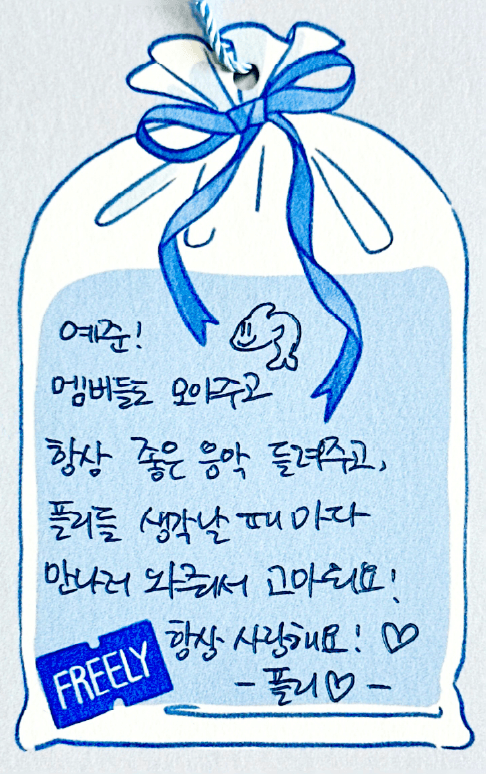 예준!
멤버들도 모아주고
항상 좋은 음악 들려주고,
플리들 생각날 때마다
만나러 와줘서 고마워요!
항상 사랑해요! ♡
FREELY
- 플리♡ -